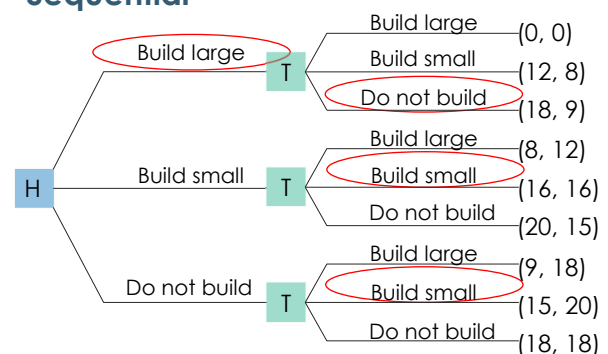 Sequential
Build large
Build large
(0, 0)
T
Build small
(12, 8)
Do not build
(18, 9)
H
Build small
T
Build large
(8, 12)
Build small
(16, 16)
Do not build
(20, 15)
Do not build
T
Build large
(9, 18)
Build small
(15, 20)
Do not build
(18, 18)